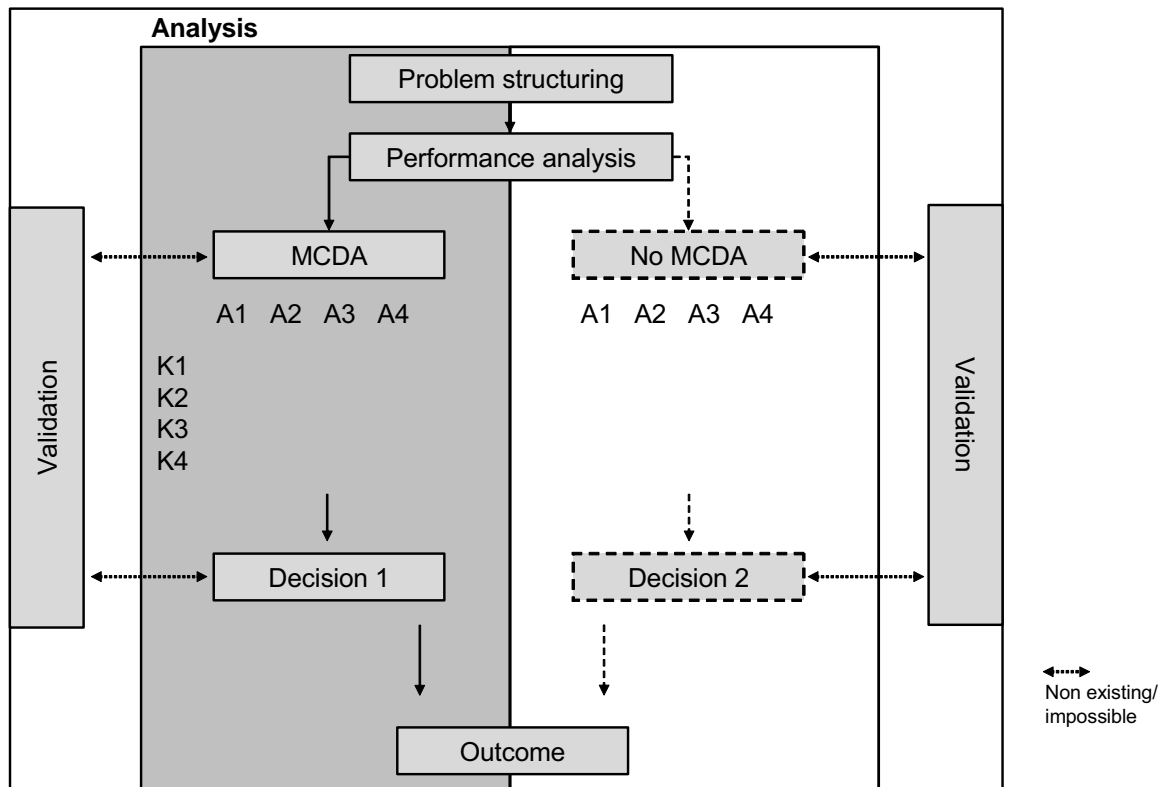 Analysis
Problem structuring
Performance analysis
MCDA
No MCDA
A1 A2 A3 A4
A1 A2 A3 A4
K1
K2
K3
K4
Validation
Validation
Decision 1
Decision 2
Non existing/
impossible
Outcome